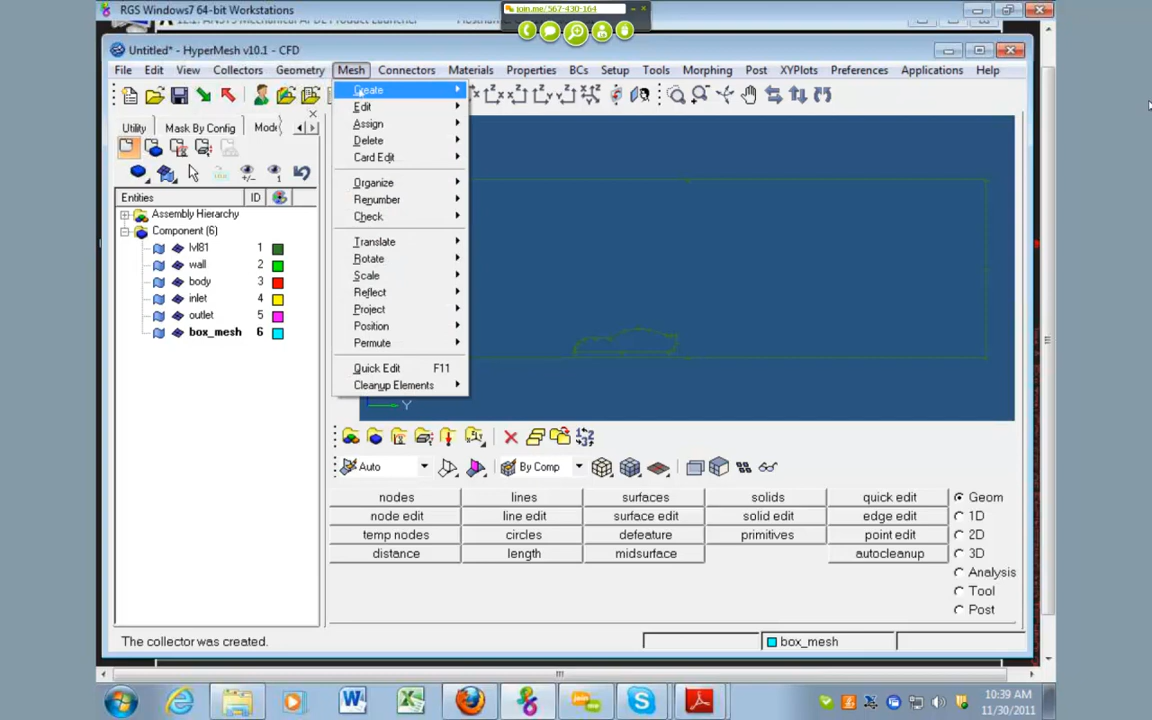 RGS Windows7 64-bit Workstations
join.me/567-430-164
Untitled* - HyperMesh v10.1 - CFD
File Edit View Collectors Geometry Mesh Connectors Materials Properties BCs Setup Tools Morphing Post XYPlots Preferences Applications Help
Create
Edit
Assign
Delete
Card Edit
Organize
Renumber
Check
Translate
Rotate
Scale
Reflect
Project
Position
Permute
Quick Edit F11
Cleanup Elements
Utility Mask By Config Mode
Entities ID
Assembly Hierarchy
Component (6)
lvl81 1
wall 2
body 3
inlet 4
outlet 5
box_mesh 6
Y
Auto By Comp
nodes lines surfaces solids quick edit Geom
node edit line edit surface edit solid edit edge edit 1D
temp nodes circles defeature primitives point edit 2D
distance length midsurface autocleanup 3D
Analysis
Tool
Post
The collector was created. box_mesh
10:39 AM
11/30/2011